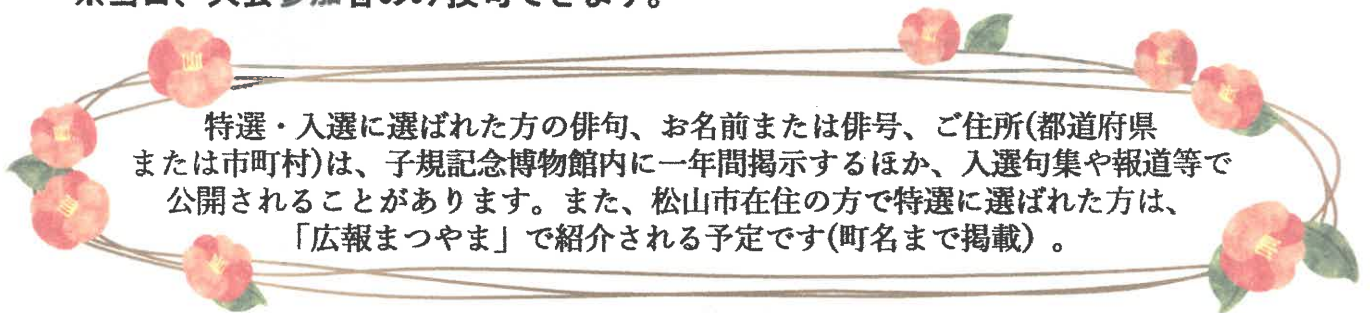 特選・入選に選ばれた方の俳句、お名前または俳号、ご住所(都道府県
または市町村)は、子規記念博物館内に一年間掲示するほか、入選句集や報道等で
公開されることがあります。また、松山市在住の方で特選に選ばれた方は、
「広報まつやま」で紹介される予定です(町名まで掲載) 。